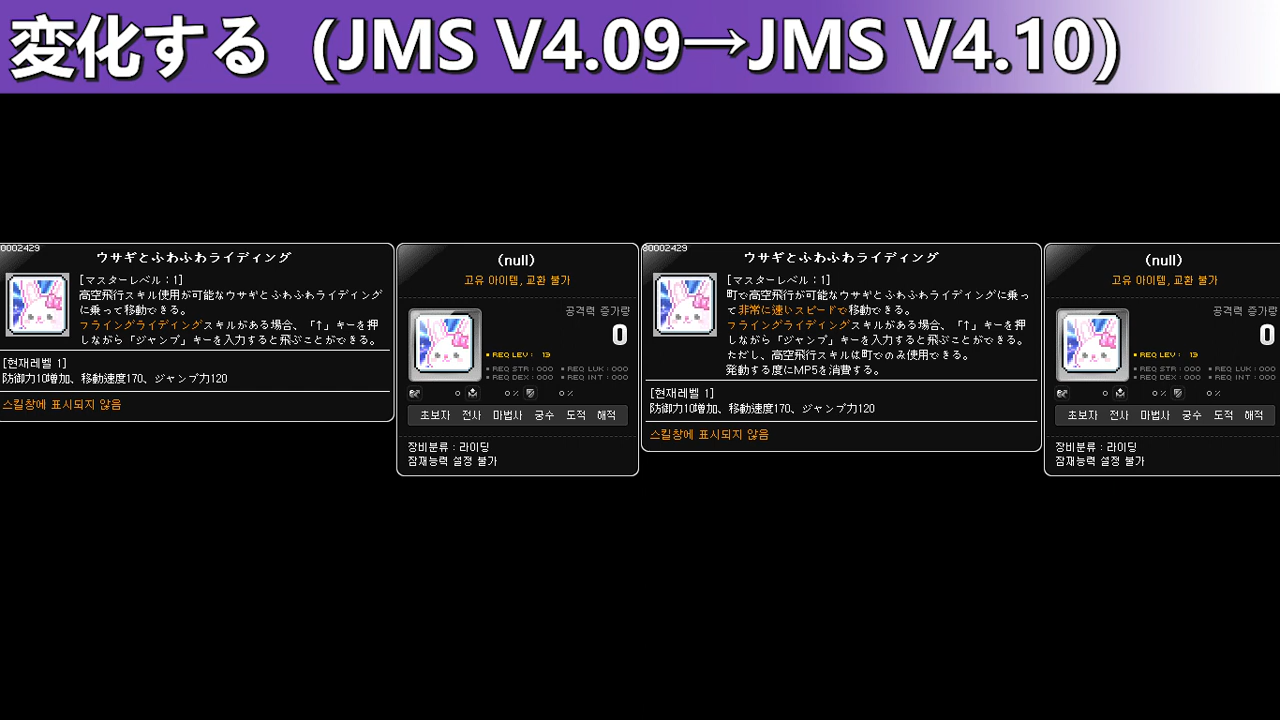 変化する（JMS V4.09→JMS V4.10）
0002429
ウサギとふわふわライディング
[マスターレベル：1]
高空飛行スキル使用が可能なウサギとふわふわライディング
に乗って移動できる。
フライングライディングスキルがある場合、「↑」キーを押
しながら「ジャンプ」キーを入力すると飛ぶことができる。
[현재레벨 1]
防御力10増加、移動速度170、ジャンプ力120
스킬창에 표시되지 않음
(null)
고유 아이템, 교환 불가
공격력 증가량
0
REQ LEV : 13
REQ STR : 000 REQ LUK : 000
REQ DEX : 000 REQ INT : 000
0 0% 0%
초보자 전사 마법사 궁수 도적 해적
장비분류 : 라이딩
잠재능력 설정 불가
80002429
ウサギとふわふわライディング
[マスターレベル：1]
町で高空飛行が可能なウサギとふわふわライディングに乗っ
て非常に速いスピードで移動できる。
フライングライディングスキルがある場合、「↑」キーを押
しながら「ジャンプ」キーを入力すると飛ぶことができる。
ただし、高空飛行スキルは町でのみ使用できる。
発動する度にMP5を消費する。
[현재레벨 1]
防御力10増加、移動速度170、ジャンプ力120
스킬창에 표시되지 않음
(null)
고유 아이템, 교환 불가
공격력 증가량
0
REQ LEV : 13
REQ STR : 000 REQ LUK : 000
REQ DEX : 000 REQ INT : 000
0 0% 0%
초보자 전사 마법사 궁수 도적 해적
장비분류 : 라이딩
잠재능력 설정 불가